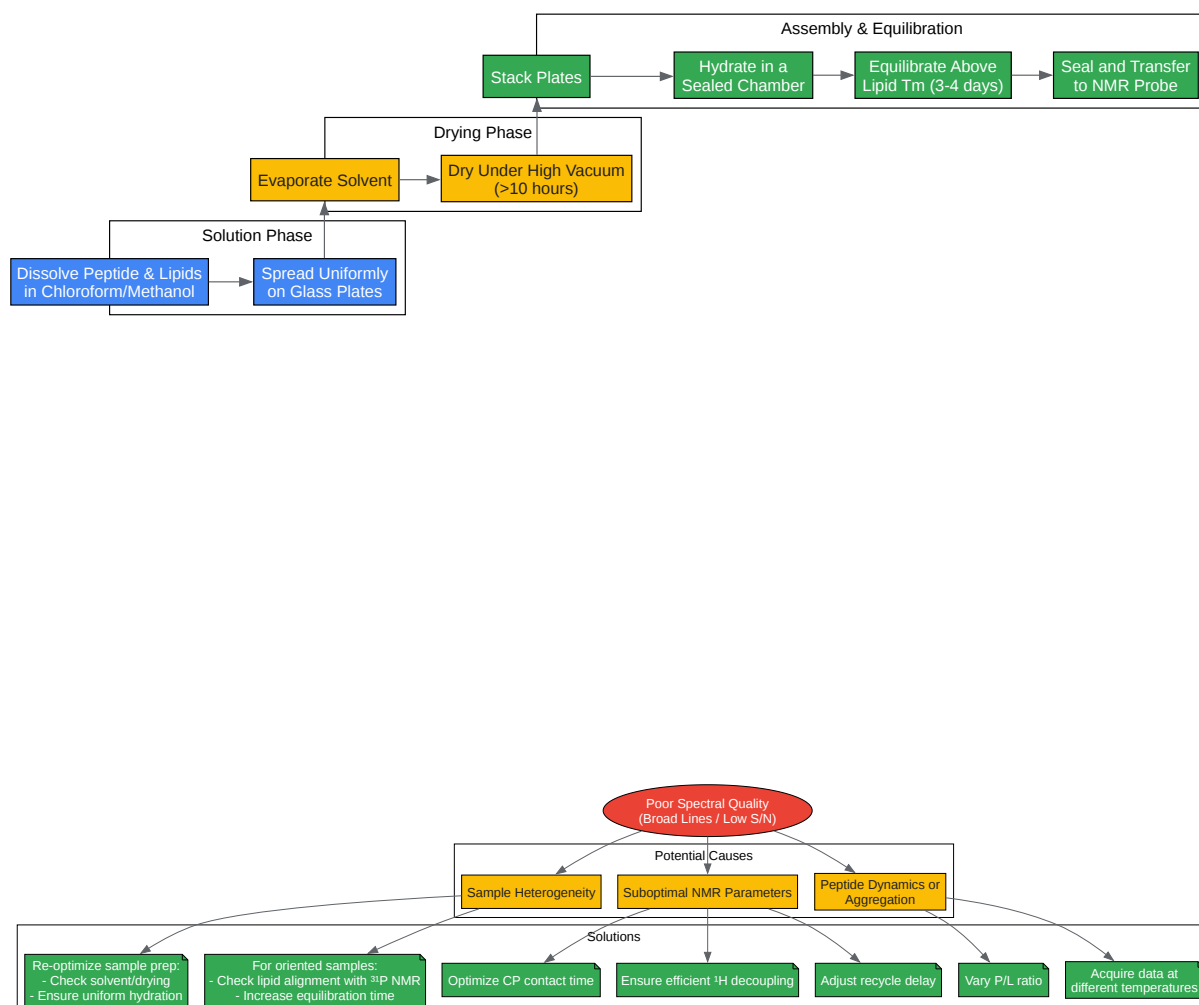 Assembly & Equilibration
Stack Plates
Hydrate in a
Sealed Chamber
Equilibrate Above
Lipid Tm (3-4 days)
Seal and Transfer
to NMR Probe
Drying Phase
Evaporate Solvent
Dry Under High Vacuum
(>10 hours)
Solution Phase
Dissolve Peptide & Lipids
in Chloroform/Methanol
Spread Uniformly
on Glass Plates
Poor Spectral Quality
(Broad Lines / Low S/N)
Potential Causes
Sample Heterogeneity
Suboptimal NMR Parameters
Peptide Dynamics or
Aggregation
Solutions
Re-optimize sample prep:
- Check solvent/drying
- Ensure uniform hydration
For oriented samples:
- Check lipid alignment with ³¹P NMR
- Increase equilibration time
Optimize CP contact time
Ensure efficient ¹H decoupling
Adjust recycle delay
Vary P/L ratio
Acquire data at
different temperatures